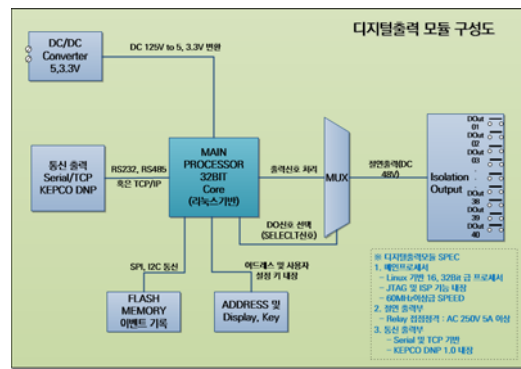 디지털출력 모듈 구성도
DC/DC
Converter
5,3.3V
DC 125V to 5, 3.3V 변환
통신 출력
Serial/TCP
KEPCO DNP
RS232, RS485
혹은 TCP/IP
MAIN
PROCESSOR
32BIT
Core
(리눅스기반)
출력신호 처리
MUX
절연출력(DC
48V)
Isolation
Output
DOut
01
DOut
02
DOut
03
DOut
38
DOut
39
DOut
40
DO신호 선택
(SELECLT신호)
SPI, I2C 통신
어드레스 및 사용자
설정 키 내장
FLASH
MEMORY
이벤트 기록
ADDRESS 및
Display, Key
※ 디지털출력모듈 SPEC
1. 메인프로세서
- Linux 기반 16, 32Bit 급 프로세서
- JTAG 및 ISP 기능 내장
- 60MHz이상급 SPEED
2. 절연 출력부
- Relay 접점정격 : AC 250V 5A 이상
3. 통신 출력부
- Serial 및 TCP 기반
- KEPCO DNP 1.0 내장